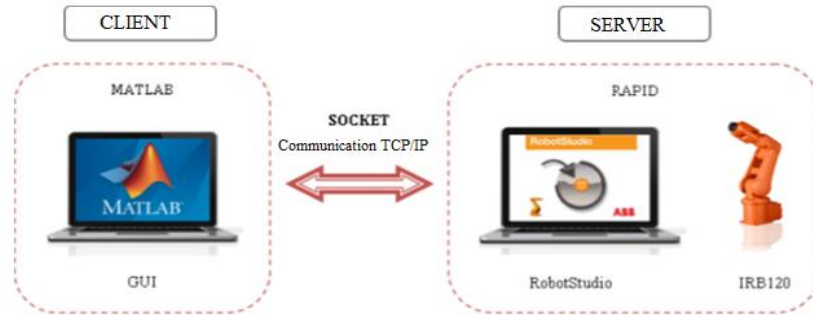 CLIENT
SERVER
MATLAB
RAPID
SOCKET
Communication TCP/IP
RobotStudio
MATLAB
ABB
GUI
RobotStudio
IRB120